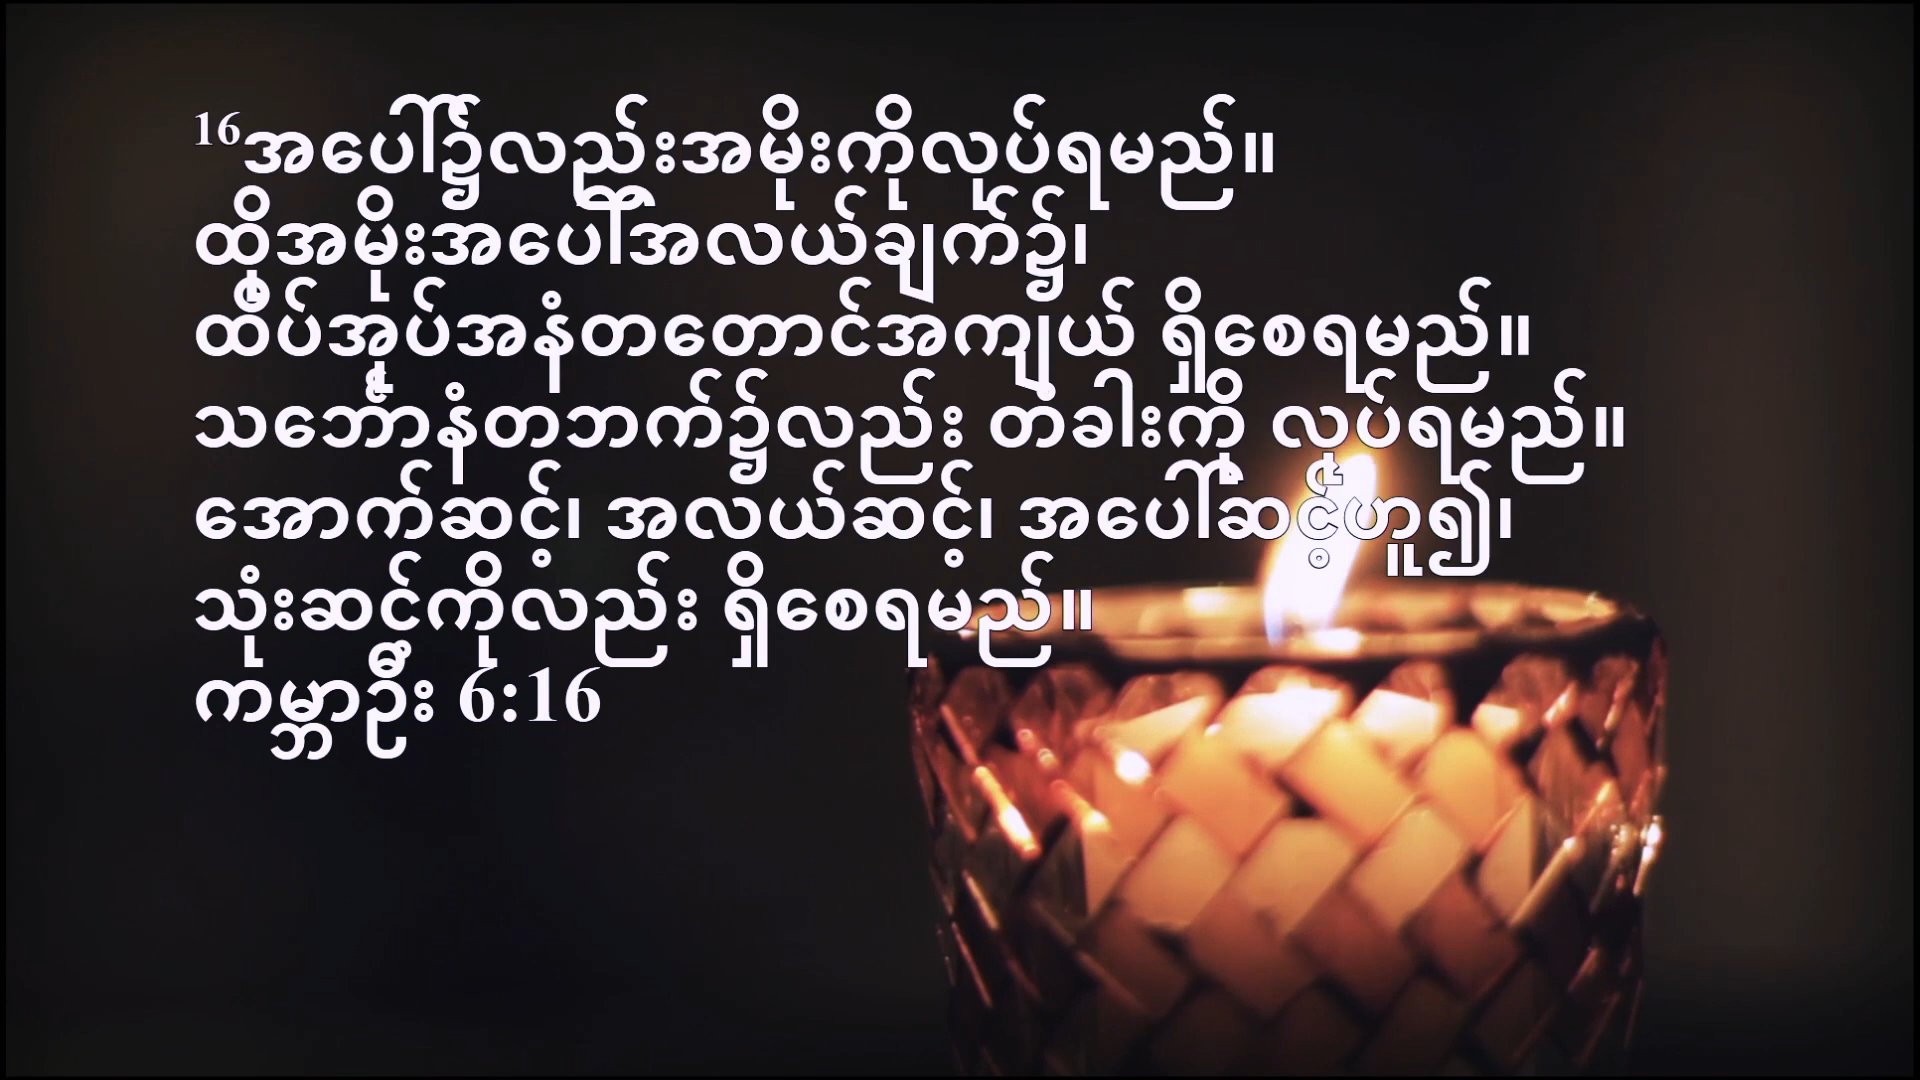 16အပေါ်၌လည်းအမိုးကိုလုပ်ရမည်။
ထိုအမိုးအပေါ်အလယ်ချက်၌၊
ထိပ်အုပ်အနံတတောင်အကျယ် ရှိစေရမည်။
သင်္ဘောနံတဘက်၌လည်း တံခါးကို လုပ်ရမည်။
အောက်ဆင့်၊ အလယ်ဆင့်၊ အပေါ်ဆင့်ဟူ၍၊
သုံးဆင့်ကိုလည်း ရှိစေရမည်။
ကမ္ဘာဦး 6:16